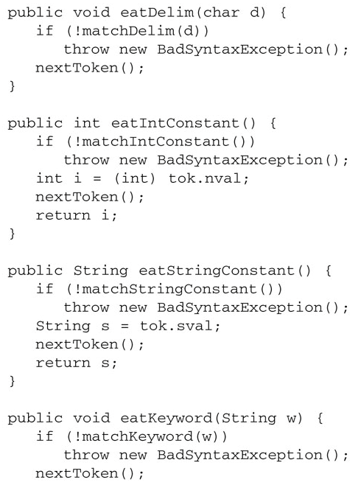 public void eatDelim(char d) {
   if (!matchDelim(d))
      throw new BadSyntaxException();
   nextToken();
}

public int eatIntConstant() {
   if (!matchIntConstant())
      throw new BadSyntaxException();
   int i = (int) tok.nval;
   nextToken();
   return i;
}

public String eatStringConstant() {
   if (!matchStringConstant())
      throw new BadSyntaxException();
   String s = tok.sval;
   nextToken();
   return s;
}

public void eatKeyword(String w) {
   if (!matchKeyword(w))
      throw new BadSyntaxException();
   nextToken();